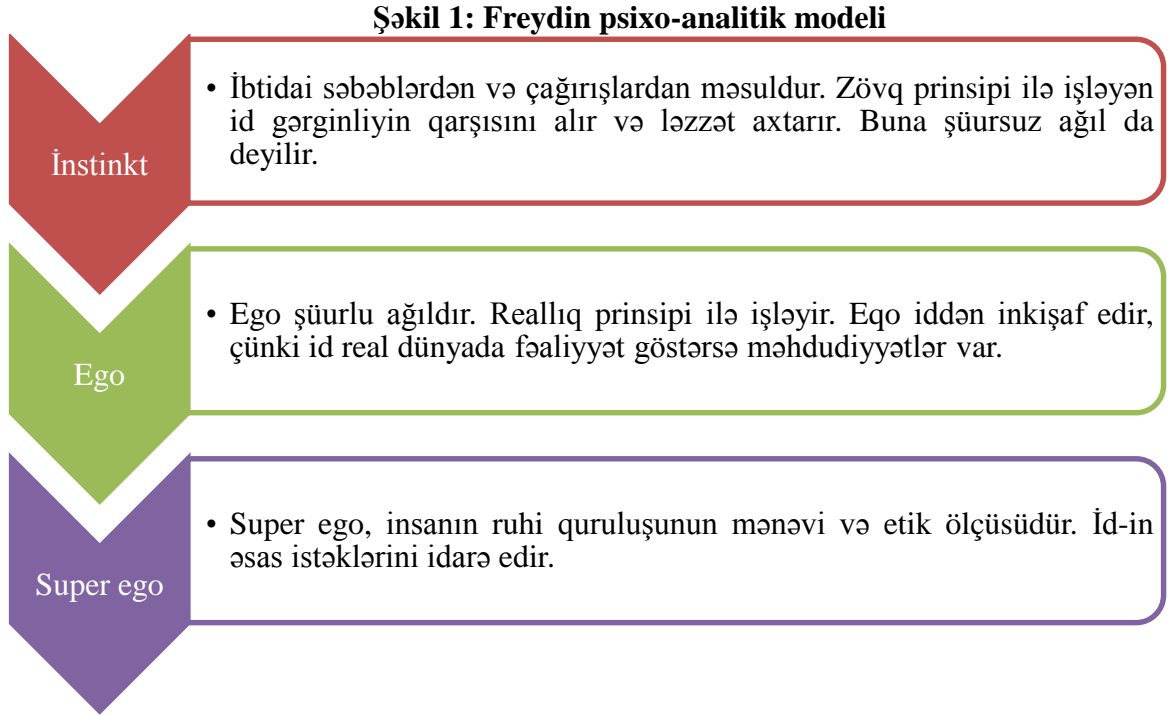 Şəkil 1: Freydin psixo-analitik modeli
İnstinkt
• İbtidai səbəblərdən və çağırışlardan məsuldur. Zövq prinsipi ilə işləyən
id gərginliyin qarşısını alır və ləzzət axtarır. Buna şüursuz ağıl da
deyilir.
Ego
• Ego şüurlu ağıldır. Reallıq prinsipi ilə işləyir. Eqo iddən inkişaf edir,
çünki id real dünyada fəaliyyət göstərsə məhdudiyyətlər var.
Super ego
• Super ego, insanın ruhi quruluşunun mənəvi və etik ölçüsüdür. İd-in
əsas istəklərini idarə edir.